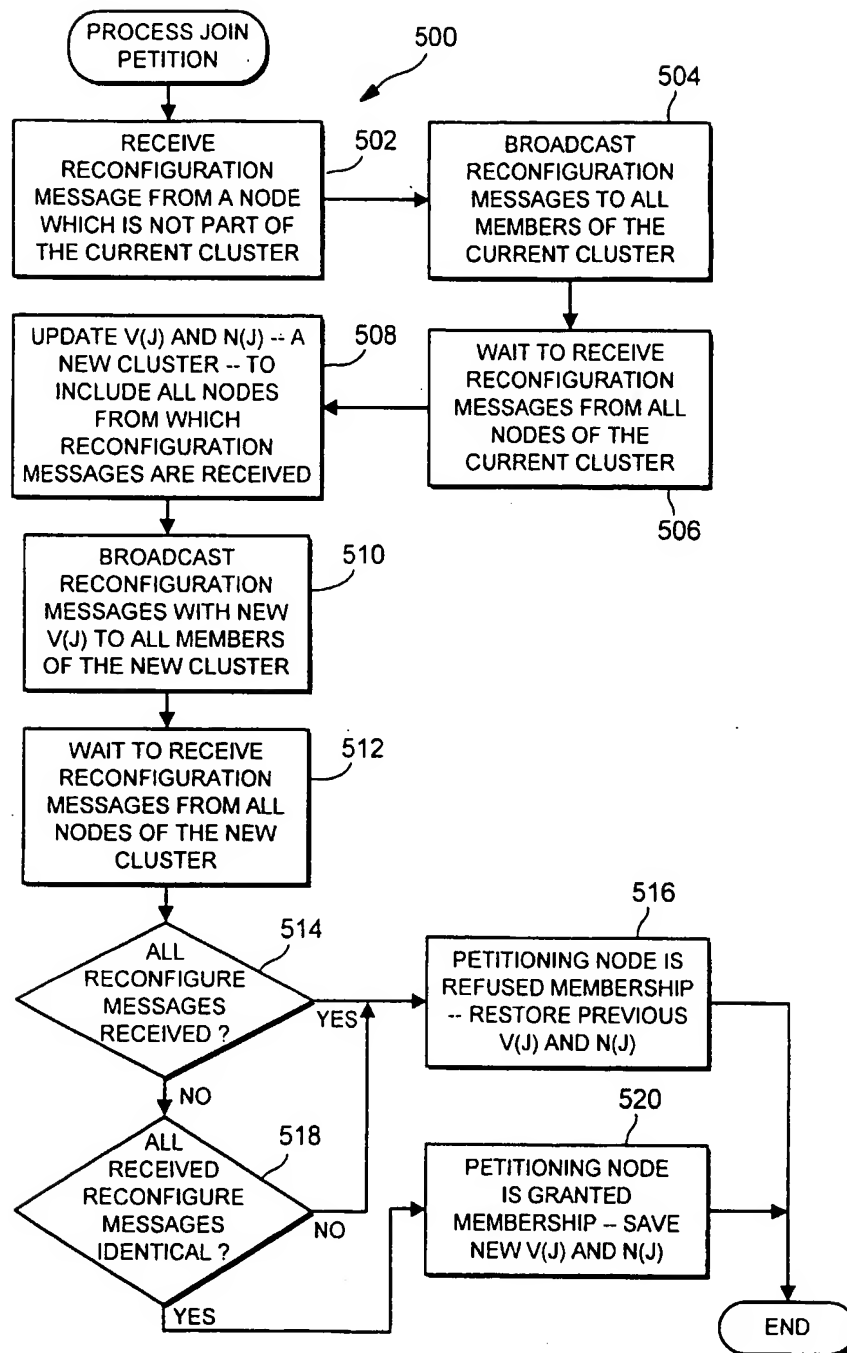 PROCESS JOIN
PETITION
500
RECEIVE
RECONFIGURATION
MESSAGE FROM A NODE
WHICH IS NOT PART OF
THE CURRENT CLUSTER
502
504
BROADCAST
RECONFIGURATION
MESSAGES TO ALL
MEMBERS OF THE
CURRENT CLUSTER
WAIT TO RECEIVE
RECONFIGURATION
MESSAGES FROM ALL
NODES OF THE
CURRENT CLUSTER
506
UPDATE V(J) AND N(J) -- A
NEW CLUSTER -- TO
INCLUDE ALL NODES
FROM WHICH
RECONFIGURATION
MESSAGES ARE RECEIVED
508
BROADCAST
RECONFIGURATION
MESSAGES WITH NEW
V(J) TO ALL MEMBERS
OF THE NEW CLUSTER
510
WAIT TO RECEIVE
RECONFIGURATION
MESSAGES FROM ALL
NODES OF THE NEW
CLUSTER
512
ALL
RECONFIGURE
MESSAGES
RECEIVED ?
514
YES
NO
516
PETITIONING NODE IS
REFUSED MEMBERSHIP
-- RESTORE PREVIOUS
V(J) AND N(J)
ALL
RECEIVED
RECONFIGURE
MESSAGES
IDENTICAL ?
518
NO
YES
520
PETITIONING NODE
IS GRANTED
MEMBERSHIP -- SAVE
NEW V(J) AND N(J)
END